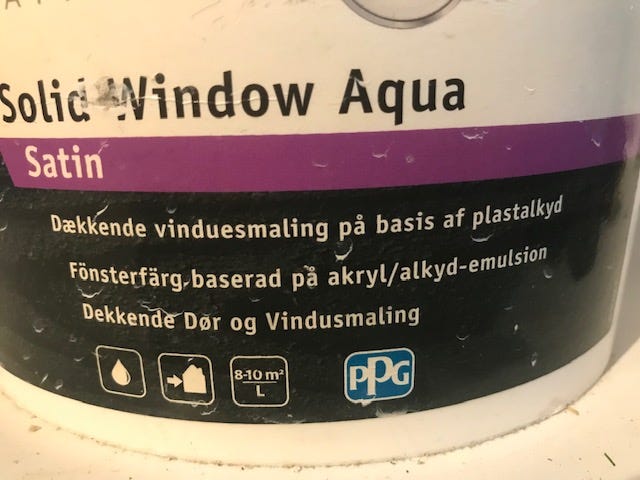 Solid Window Aqua
Satin
Dækkende vinduesmaling på basis af plastalkyd
Fönsterfärg baserad på akryl/alkyd-emulsion
Dekkende Dør og Vindusmaling
8-10 m²
L
PPG